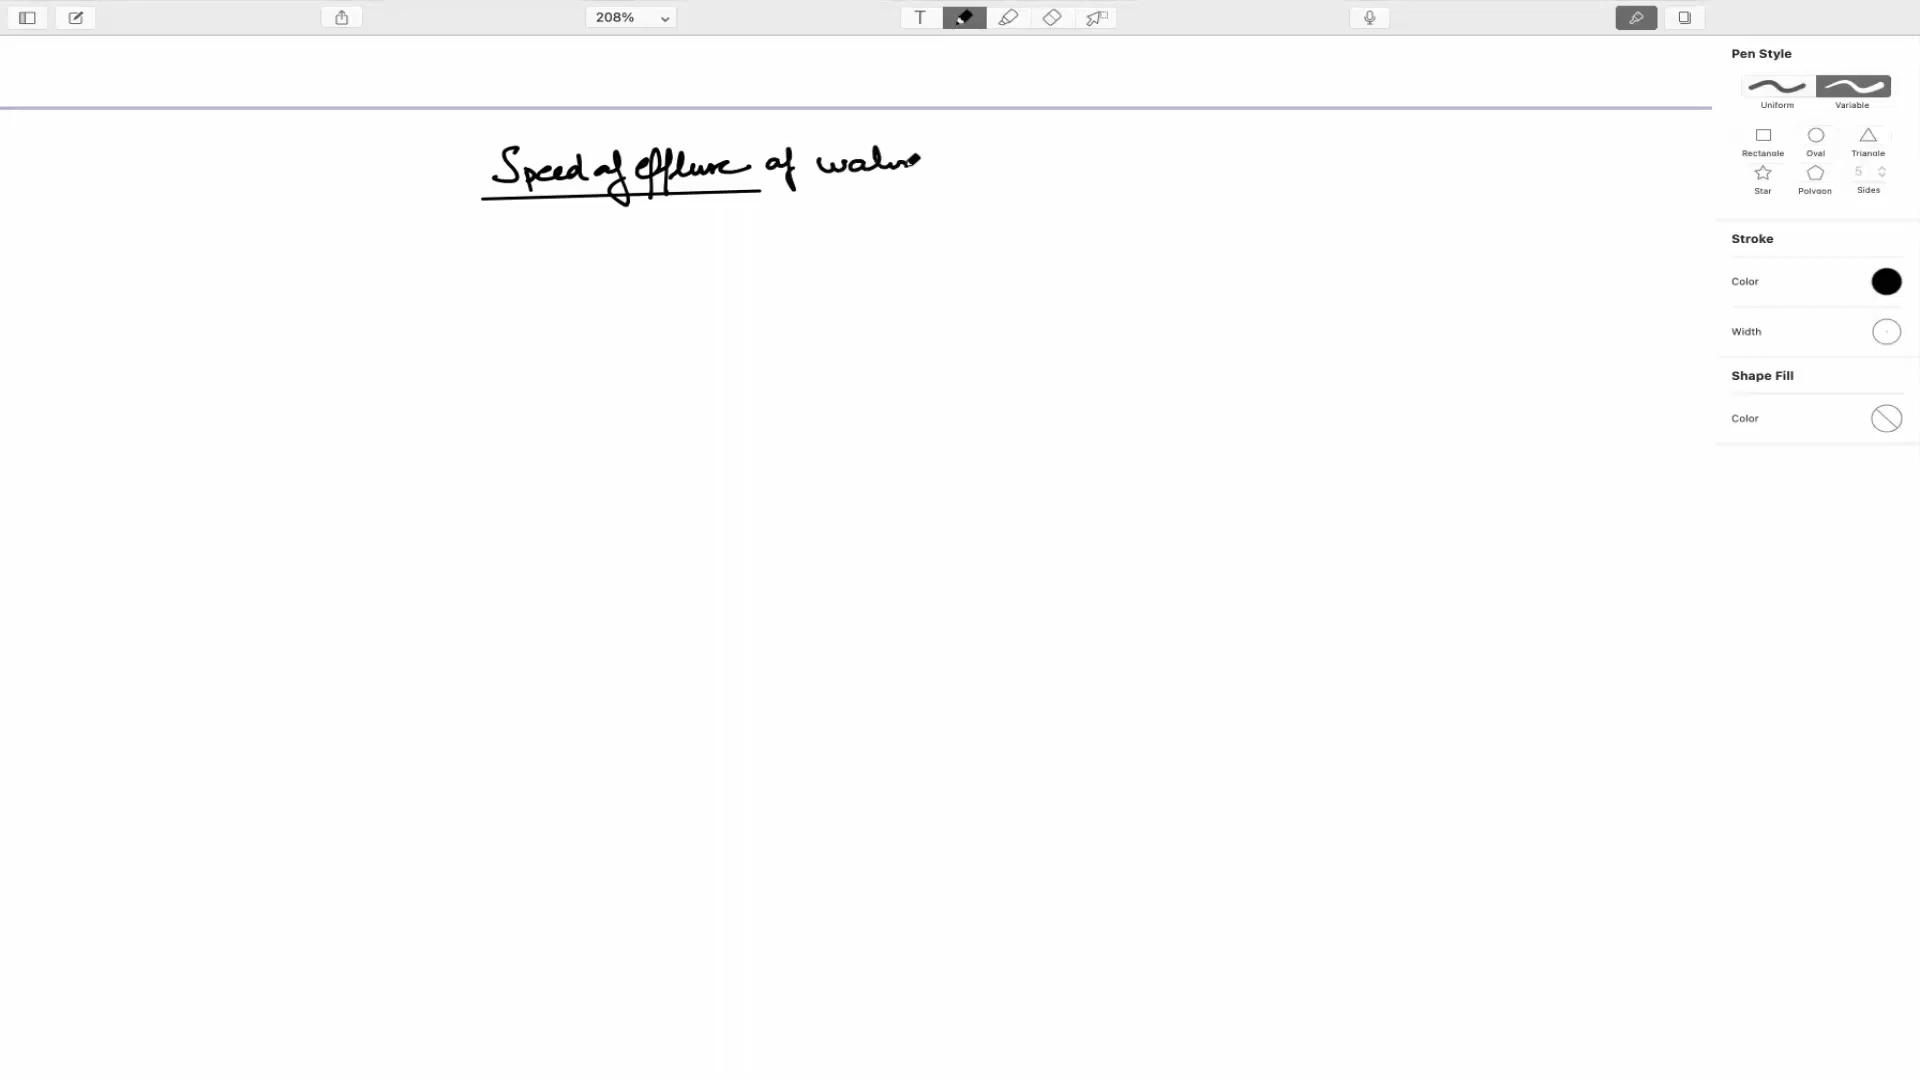 208%
T
Pen Style
Uniform
Variable
Rectangle
Oval
Triangle
Star
Polygon
5
Sides
Speed of efflux of water
Stroke
Color
Width
Shape Fill
Color